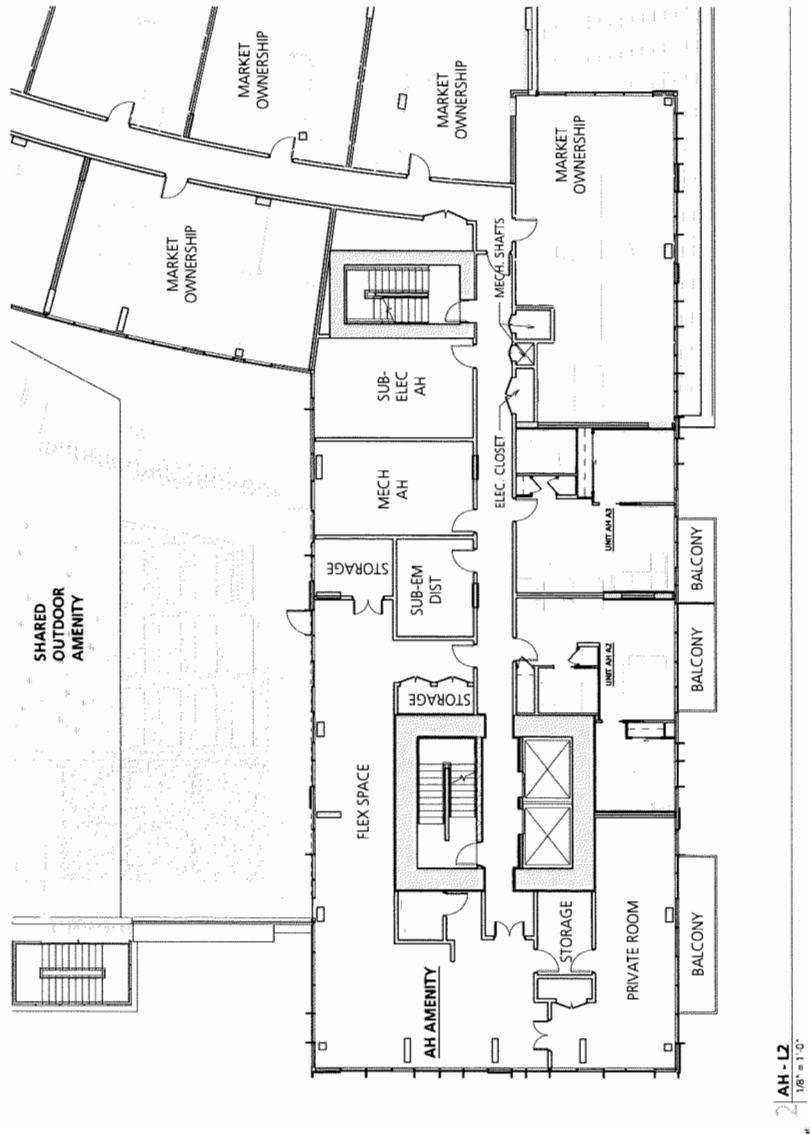 MARKET
OWNERSHIP
MARKET
OWNERSHIP
MARKET
OWNERSHIP
MARKET
OWNERSHIP
MECH. SHAFTS
SUB-
ELEC
AH
ELEC. CLOSET
MECH
AH
UNIT AH A3
STORAGE
SUB-EM
DIST
BALCONY
SHARED
OUTDOOR
AMENITY
UNIT AH A2
BALCONY
STORAGE
FLEX SPACE
STORAGE
PRIVATE ROOM
BALCONY
AH AMENITY
2
AH - L2
1/8" = 1'-0"